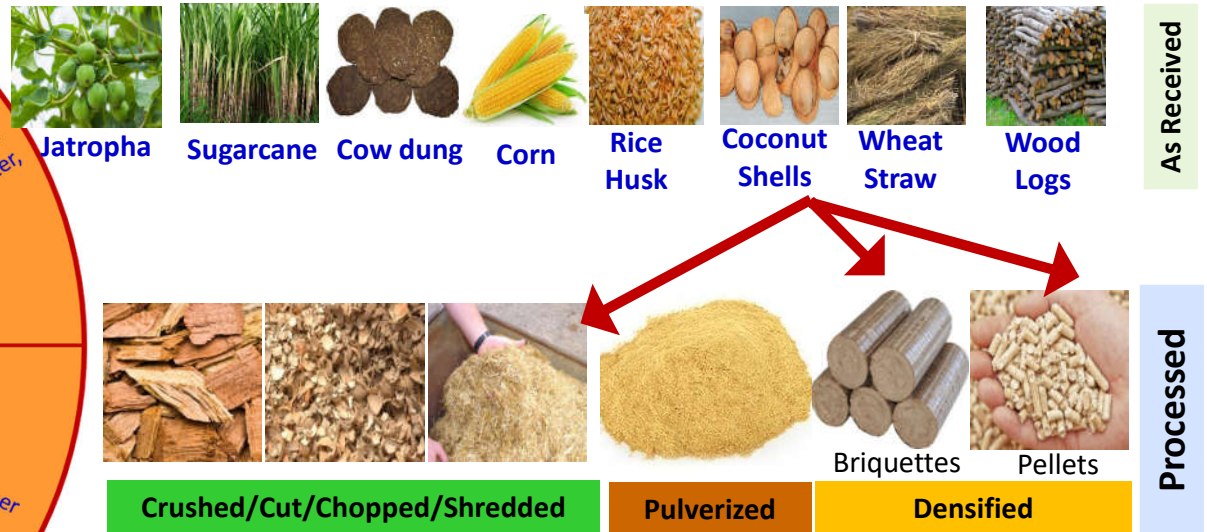 Jatropha
Sugarcane
Cow dung
Corn
Rice
Husk
Coconut
Shells
Wheat
Straw
Wood
Logs
As Received
Briquettes
Pellets
Processed
Crushed/Cut/Chopped/Shredded
Pulverized
Densified